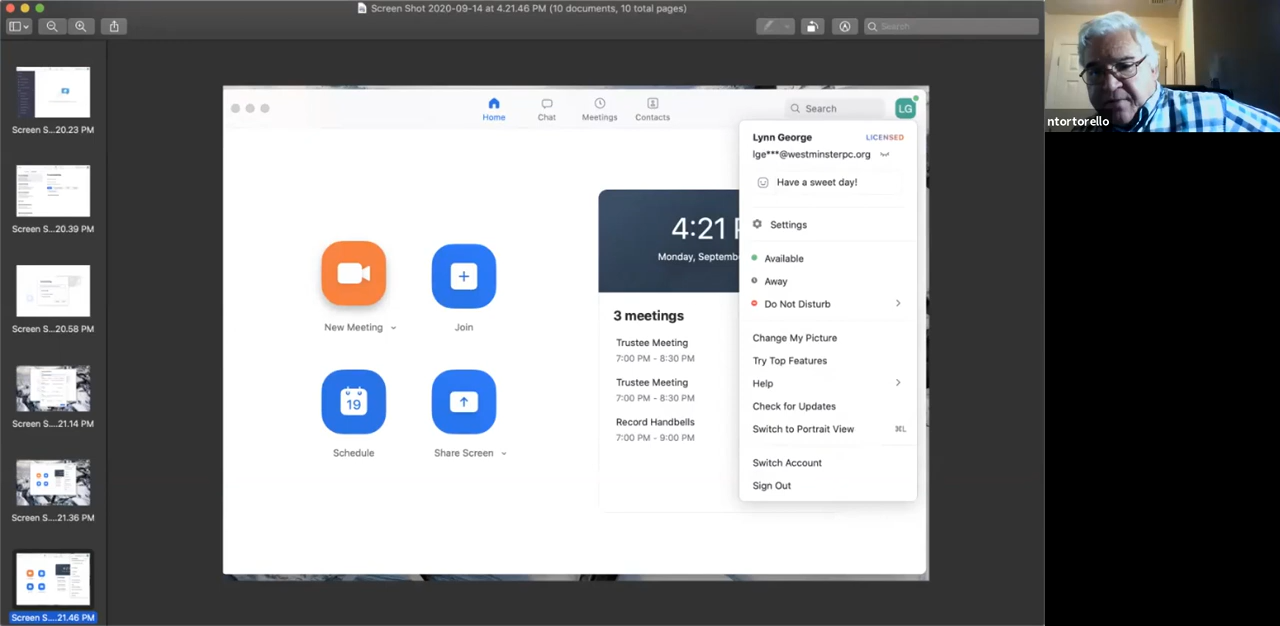 Screen Shot 2020-09-14 at 4.21.46 PM (10 documents, 10 total pages)
Search
Screen S...20.23 PM
Screen S...20.39 PM
Screen S...20.58 PM
Screen S....21.14 PM
Screen S....21.36 PM
Screen S....21.46 PM
Home
Chat
Meetings
Contacts
Search
LG
New Meeting
Join
19
Schedule
Share Screen
4:21
Monday, Septemb
3 meetings
Trustee Meeting
7:00 PM - 8:30 PM
Trustee Meeting
7:00 PM - 8:30 PM
Record Handbells
7:00 PM - 9:00 PM
Lynn George LICENSED
lge***@westminsterpc.org
Have a sweet day!
Settings
Available
Away
Do Not Disturb
Change My Picture
Try Top Features
Help
Check for Updates
Switch to Portrait View ⌘L
Switch Account
Sign Out
ntortorello